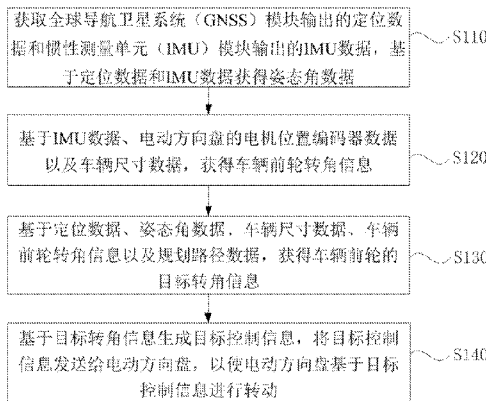 获取全球导航卫星系统（GNSS）模块输出的定位数
据和惯性测量单元（IMU）模块输出的IMU数据，基
于定位数据和IMU数据获得姿态角数据
S110
基于IMU数据、电动方向盘的电机位置编码器数据
以及车辆尺寸数据，获得车辆前轮转角信息
S120
基于定位数据、姿态角数据、车辆尺寸数据、车辆
前轮转角信息以及规划路径数据，获得车辆前轮的
目标转角信息
S130
基于目标转角信息生成目标控制信息，将目标控制
信息发送给电动方向盘，以使电动方向盘基于目标
控制信息进行转动
S140